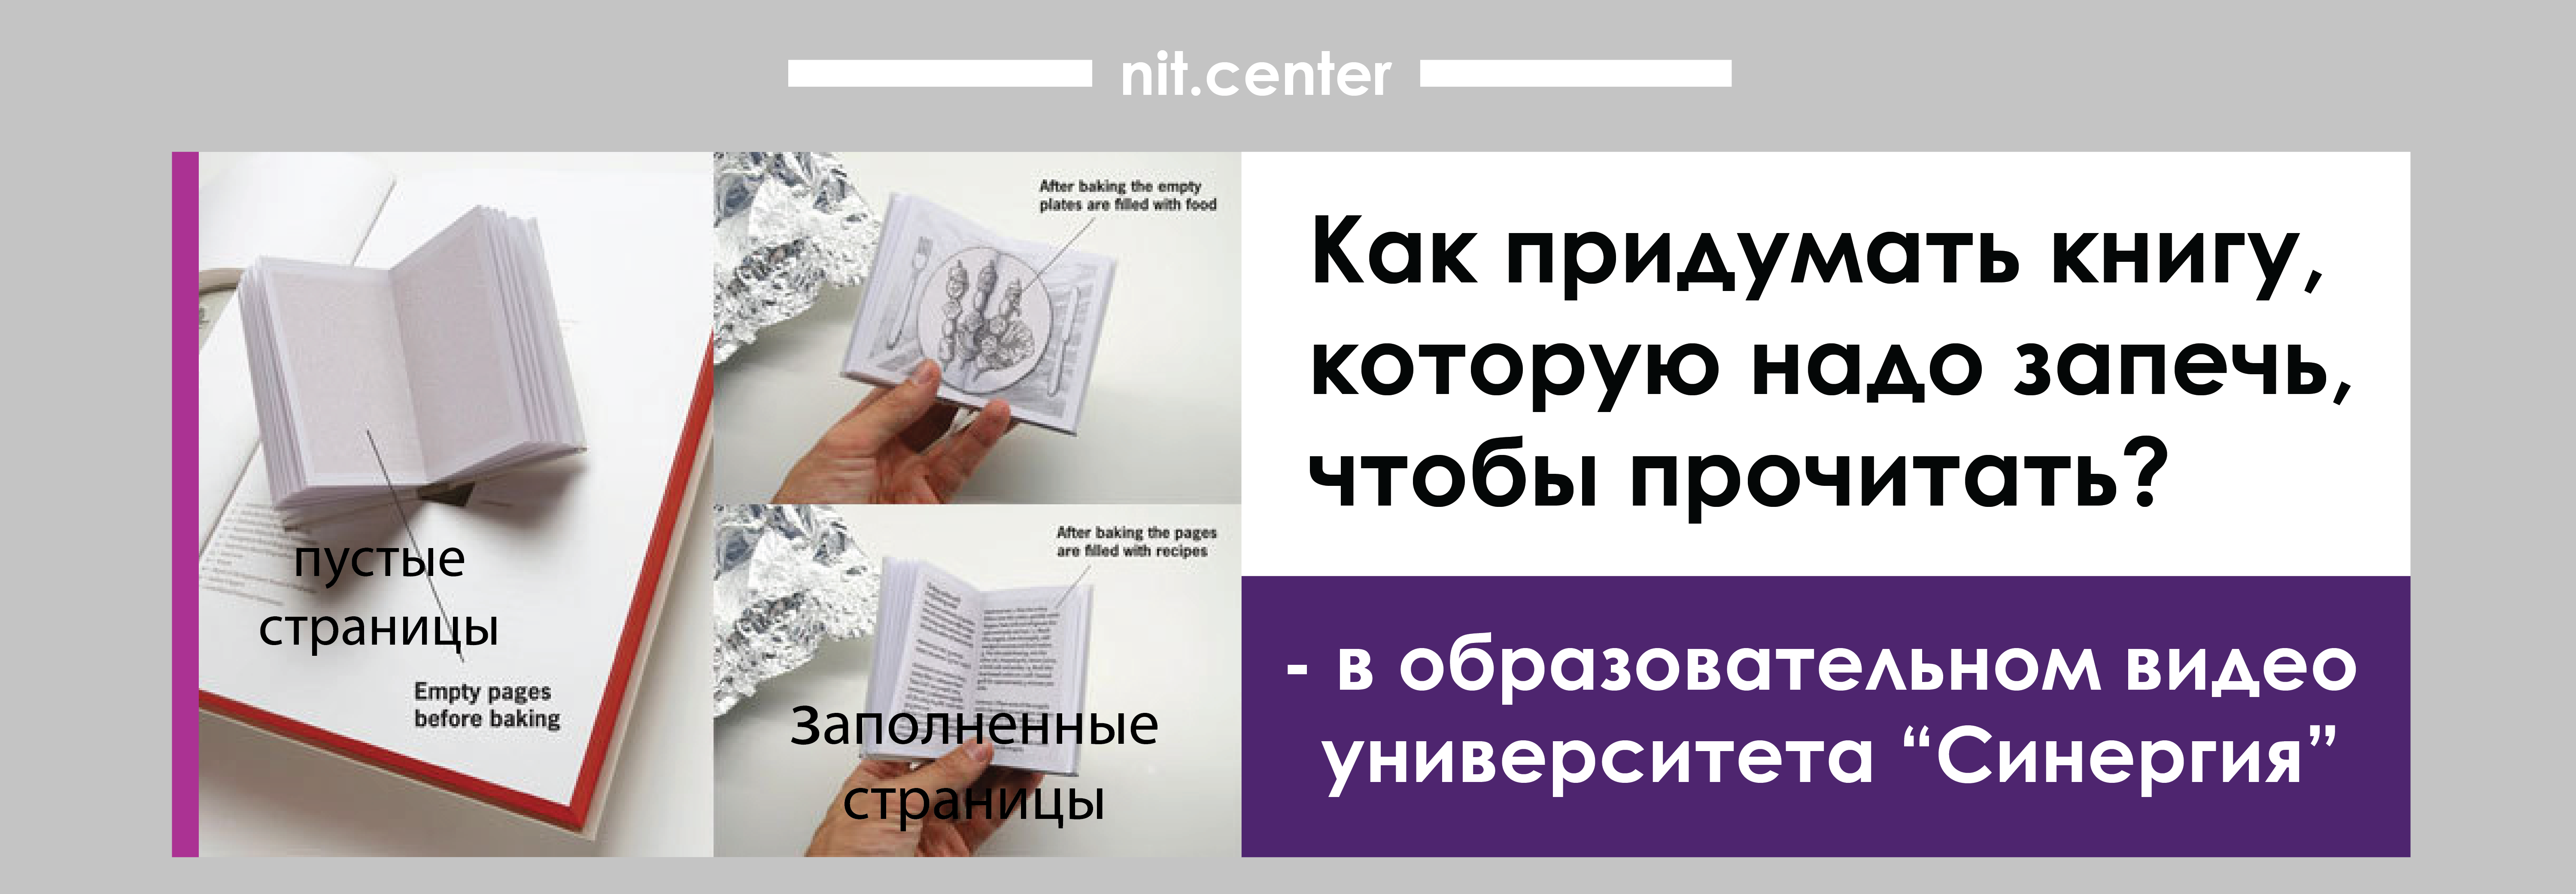 nit.center
After baking the empty
plates are filled with food
After baking the pages
are filled with recipes
пустые
страницы
Empty pages
before baking
Заполненные
страницы
Как придумать книгу,
которую надо запечь,
чтобы прочитать?
- в образовательном видео
университета “Синергия”